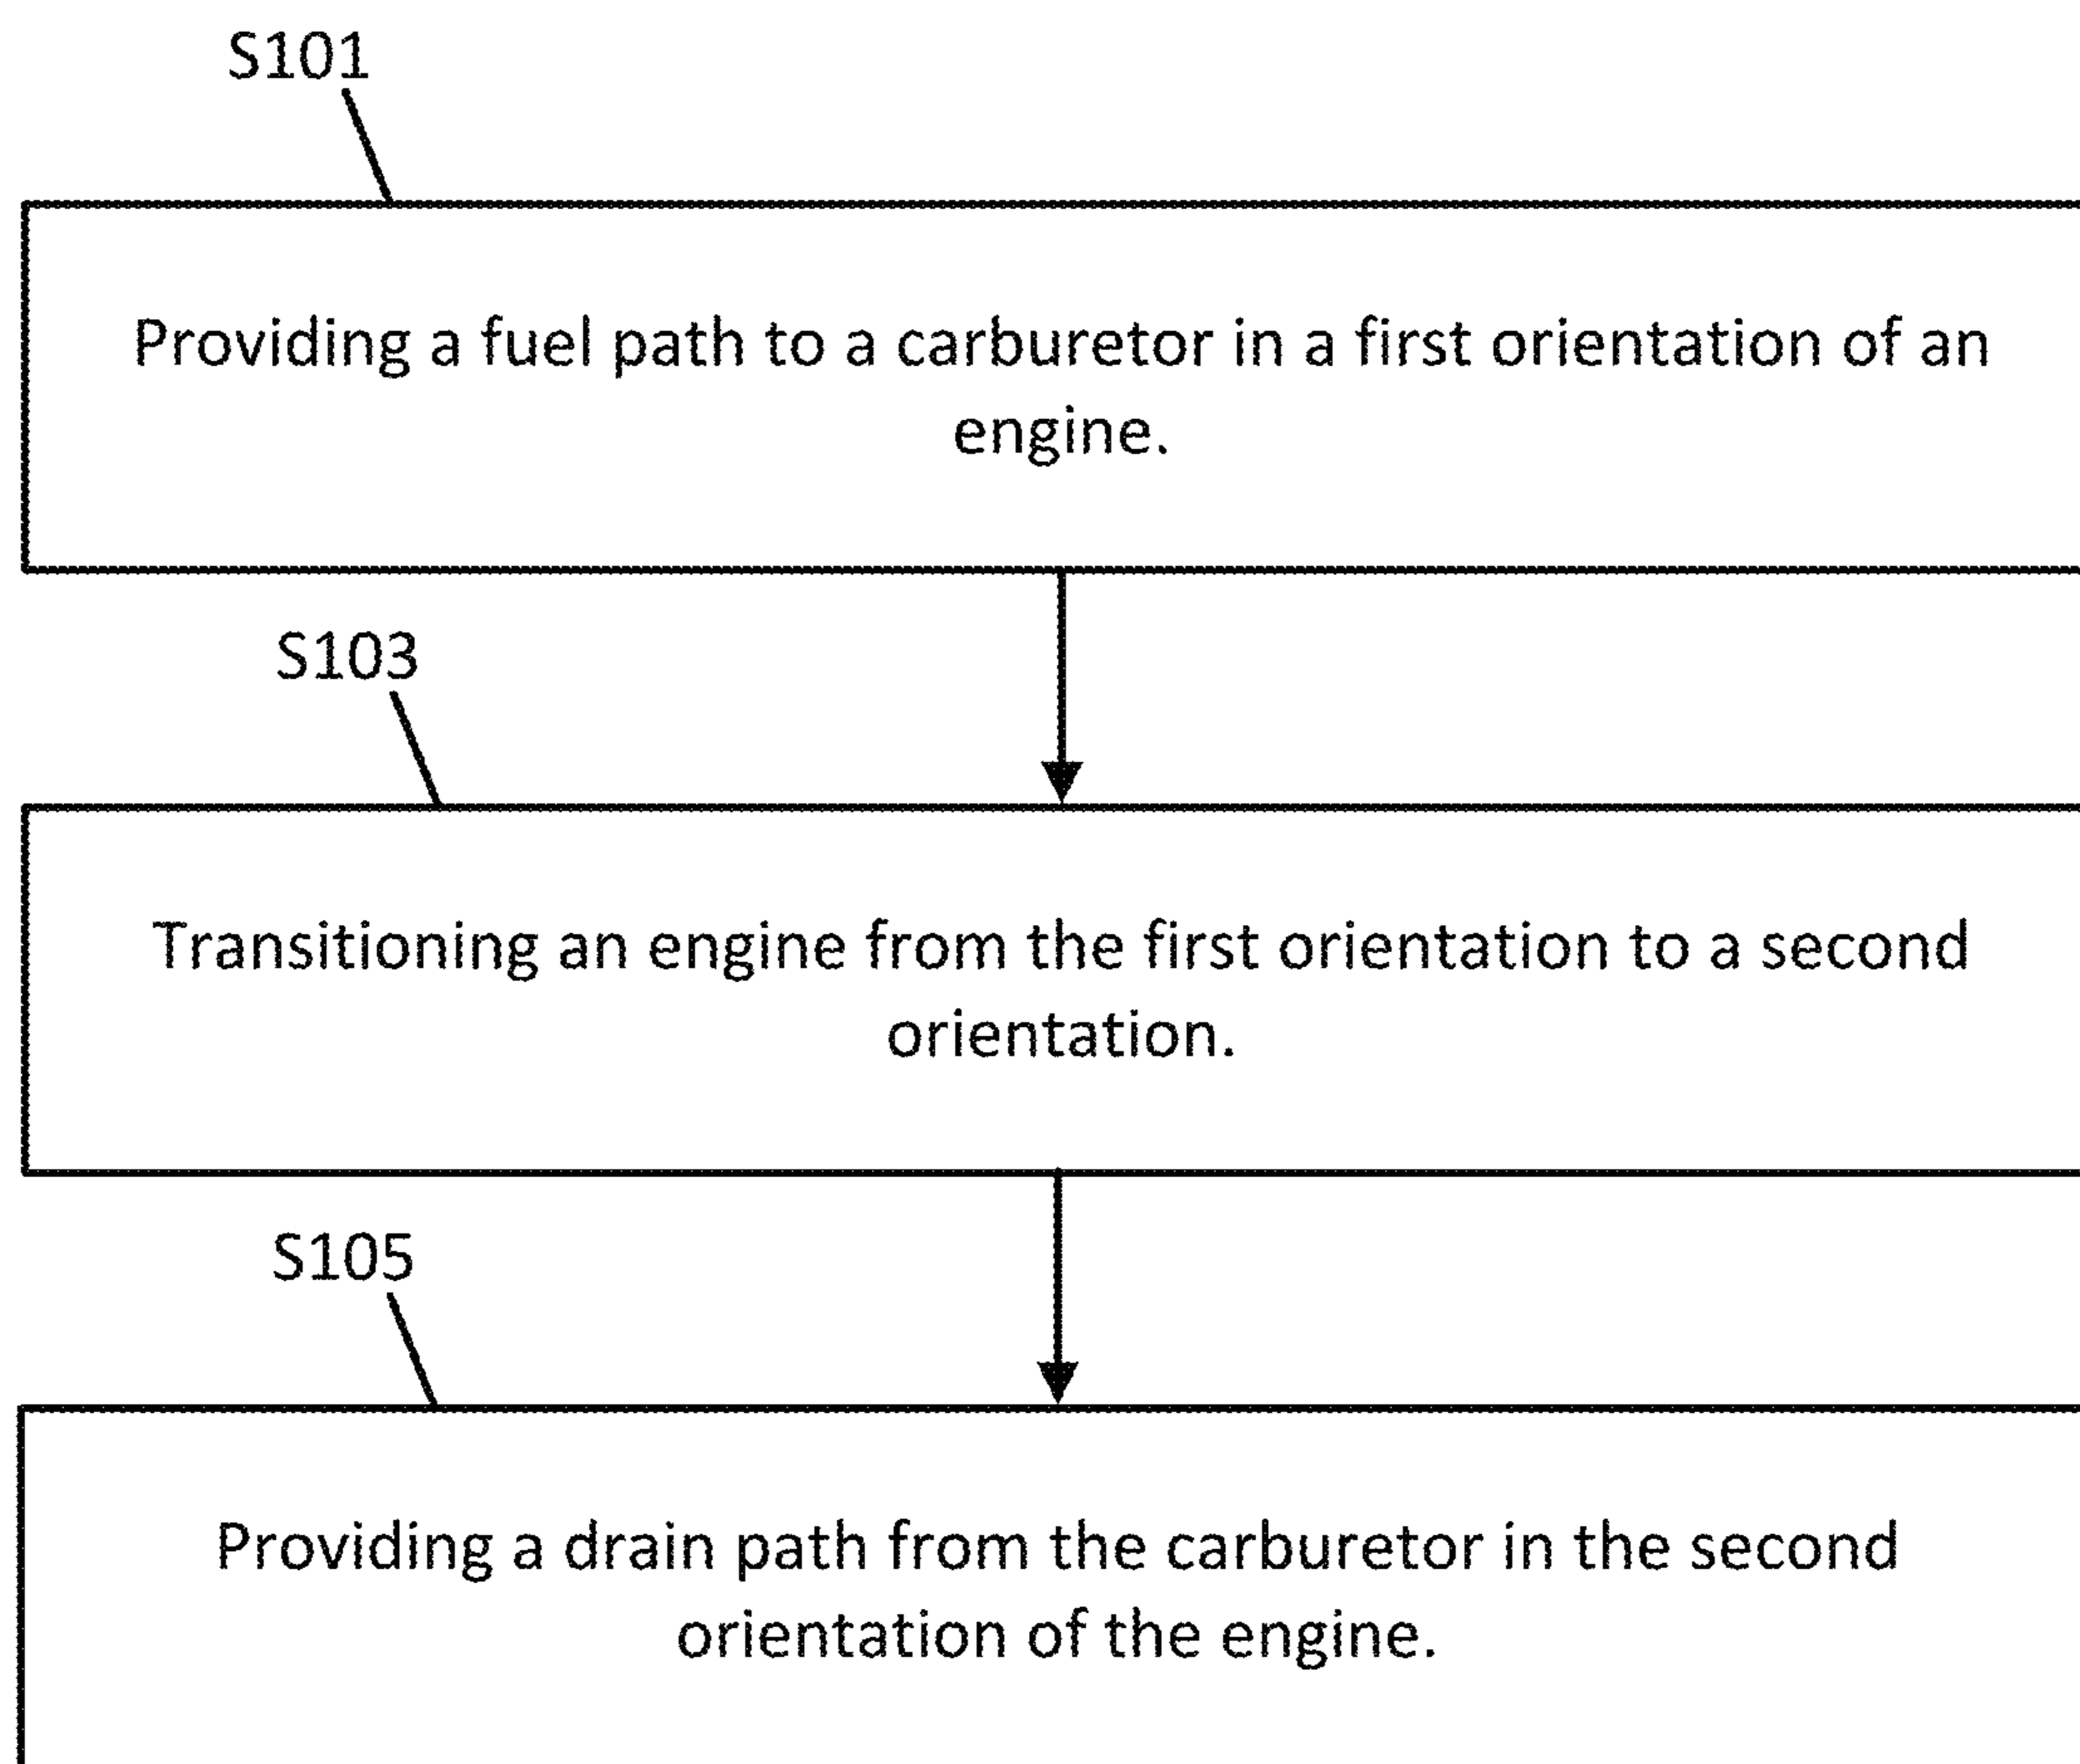 S101
Providing a fuel path to a carburetor in a first orientation of an
engine.
S103
Transitioning an engine from the first orientation to a second
orientation.
S105
Providing a drain path from the carburetor in the second
orientation of the engine.